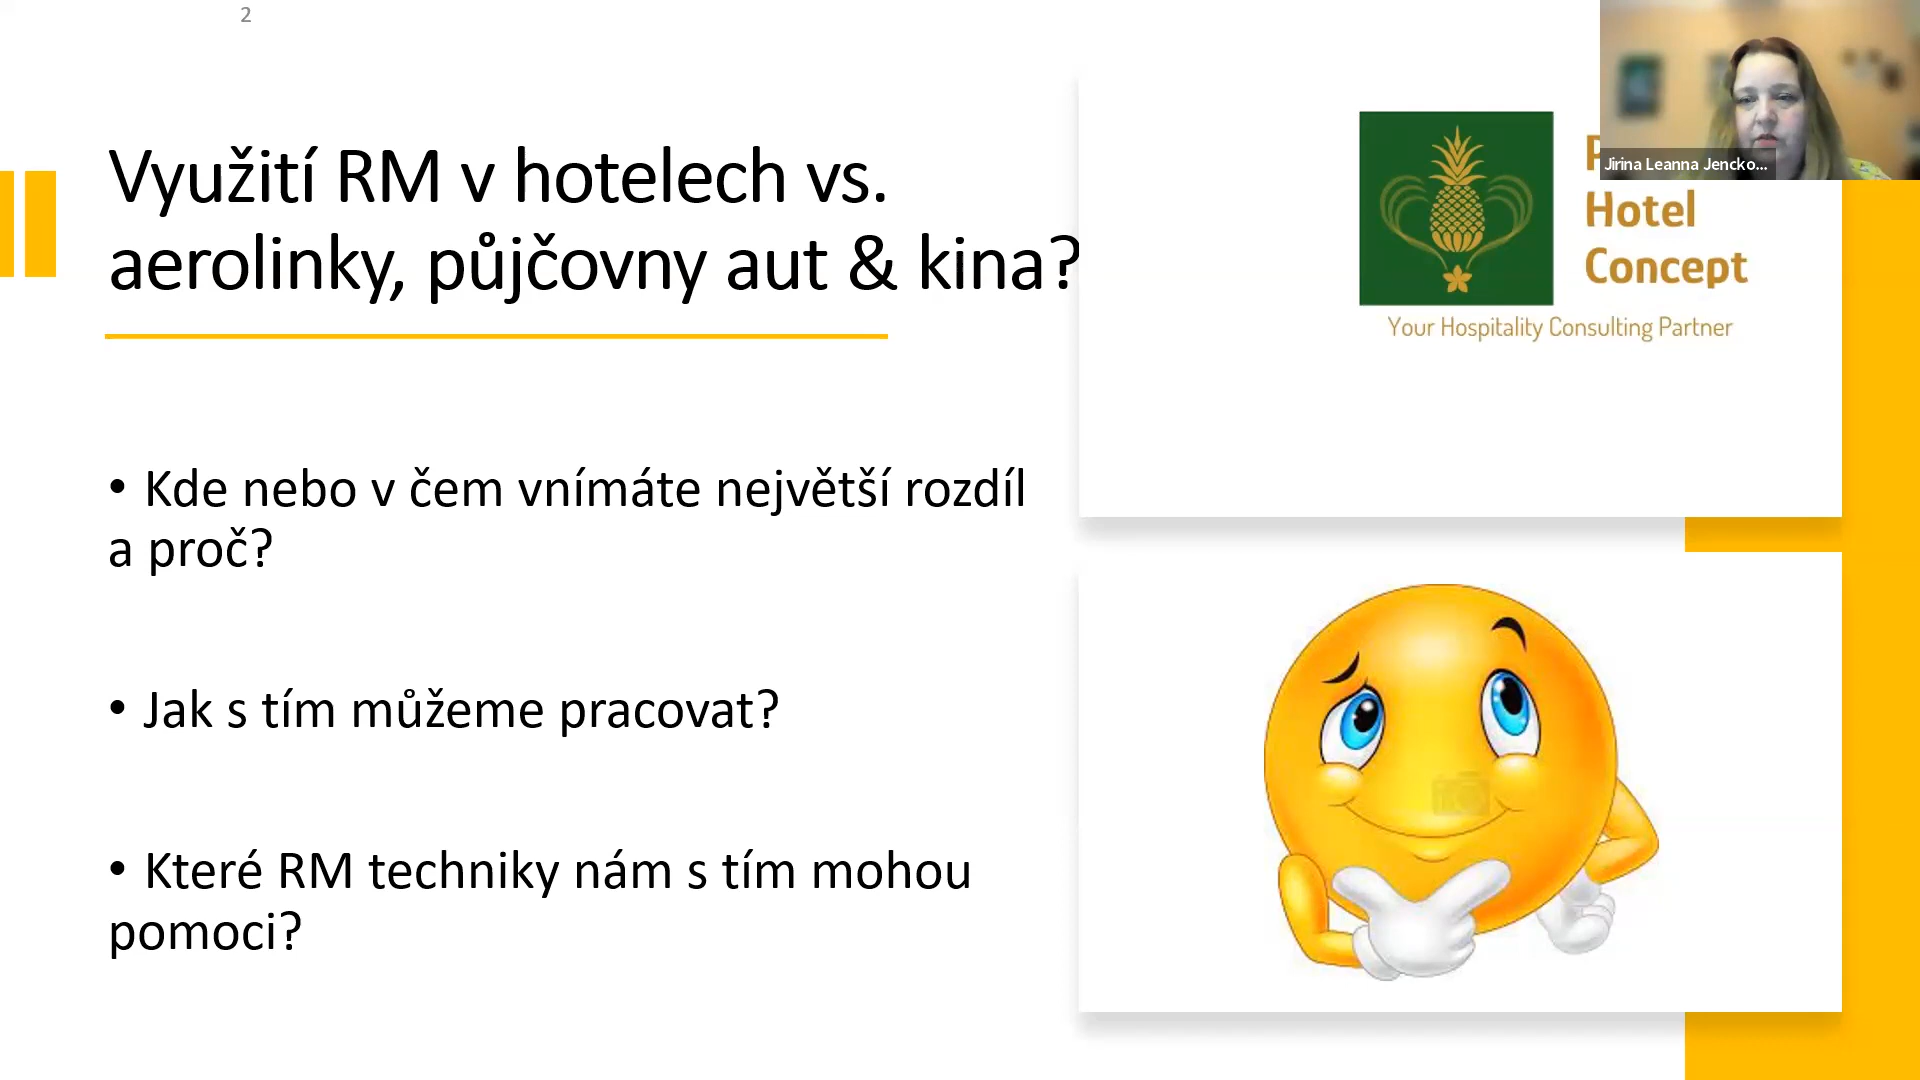 2
Využití RM v hotelech vs.
aerolinky, půjčovny aut & kina?
• Kde nebo v čem vnímáte největší rozdíl
a proč?
• Jak s tím můžeme pracovat?
• Které RM techniky nám s tím mohou
pomoci?
Hotel
Concept
Your Hospitality Consulting Partner
Jirina Leanna Jencko...